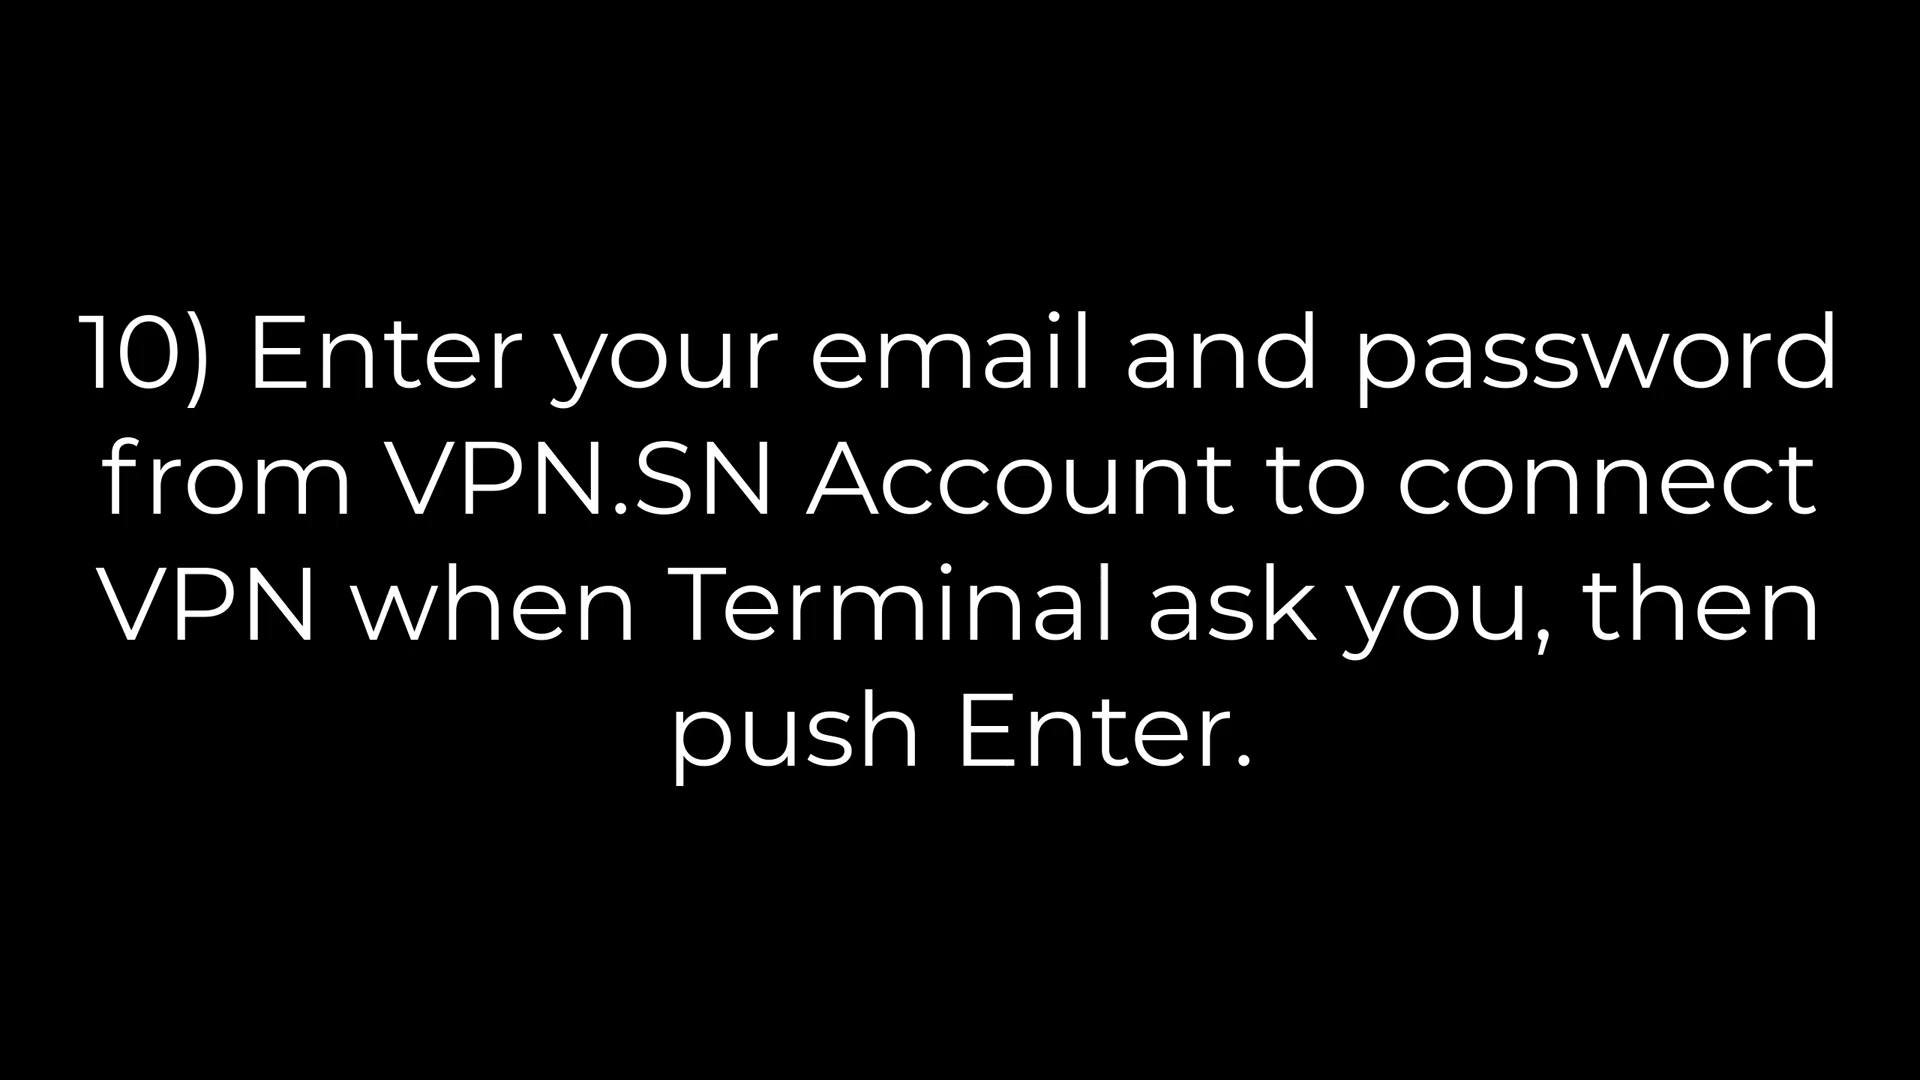 10) Enter your email and password
from VPN.SN Account to connect
VPN when Terminal ask you, then
push Enter.